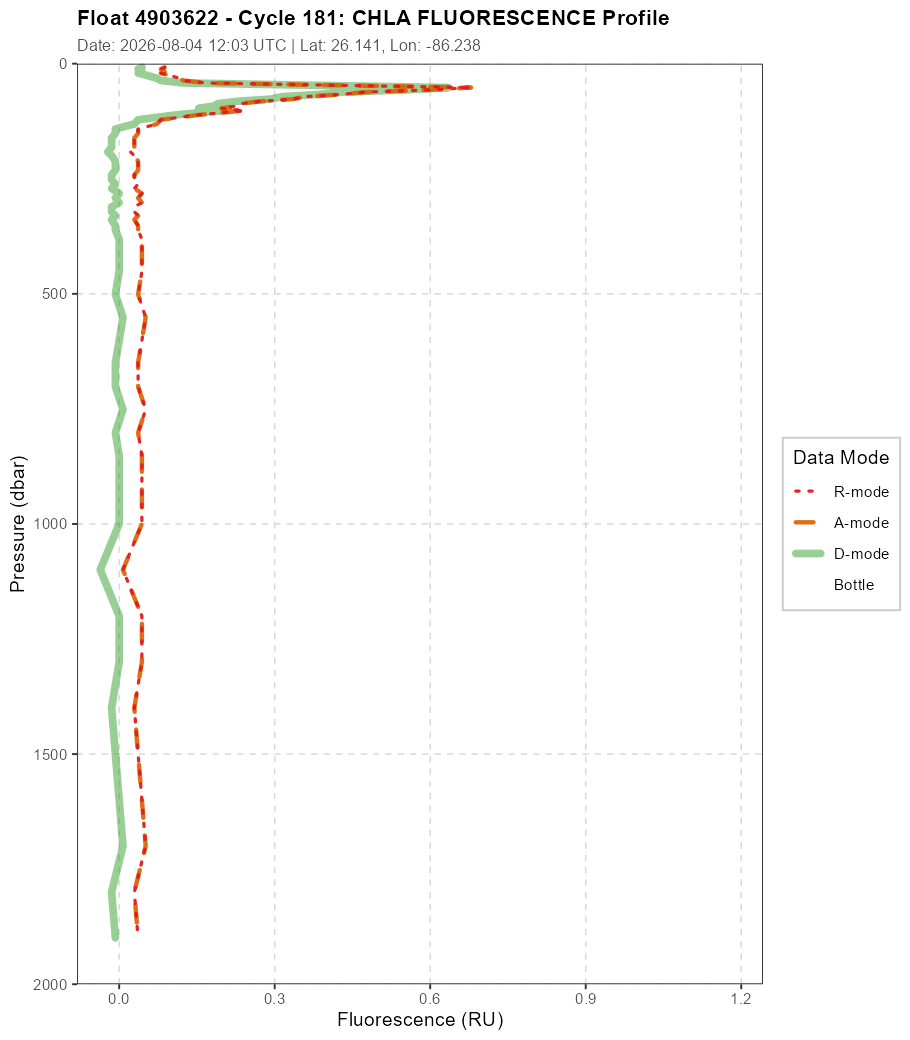 Float 4903622 - Cycle 181: CHLA FLUORESCENCE Profile
Date: 2026-08-04 12:03 UTC | Lat: 26.141, Lon: -86.238
0
500
1000
1500
2000
Pressure (dbar)
0.0
0.3
0.6
0.9
1.2
Fluorescence (RU)
Data Mode
R-mode
A-mode
D-mode
Bottle